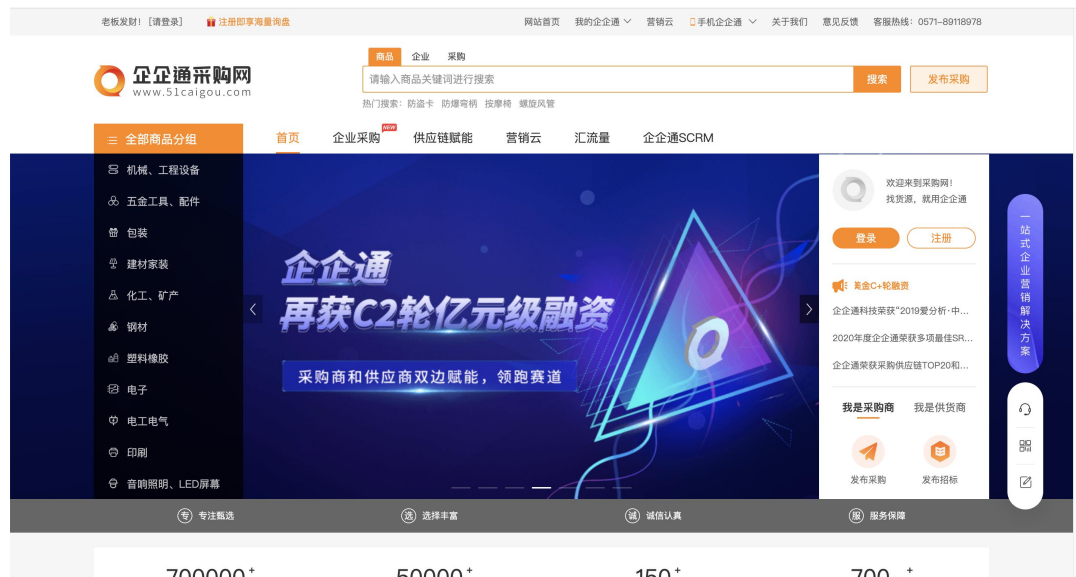 老板发财! [请登录] 注册即享海量询盘
网站首页 我的企企通 营销云 手机企企通 关于我们 意见反馈 客服热线: 0571-89118978
商品 企业 采购
企企通采购网
www.51caigou.com
请输入商品关键词进行搜索
搜索
发布采购
热门搜索: 防盗卡 防爆弯柄 按摩椅 螺旋风管
全部商品分组
首页 企业采购 NEW 供应链赋能 营销云 汇流量 企企通SCRM
机械、工程设备
五金工具、配件
包装
建材家装
化工、矿产
钢材
塑料橡胶
电子
电工电气
印刷
音响照明、LED屏幕
企企通
再获C2轮亿元级融资
采购商和供应商双边赋能，领跑赛道
欢迎来到采购网!
找货源，就用企企通
登录 注册
金C+轮融资
企企通科技荣获“2019爱分析·中...
2020年度企企通荣获多项最佳SR...
企企通荣获采购供应链TOP20和...
我是采购商 我是供货商
发布采购 发布招标
一站式企业营销解决方案
专 专注甄选
选 选择丰富
诚 诚信认真
服 服务保障
700000+ 50000+ 150+ 700 +